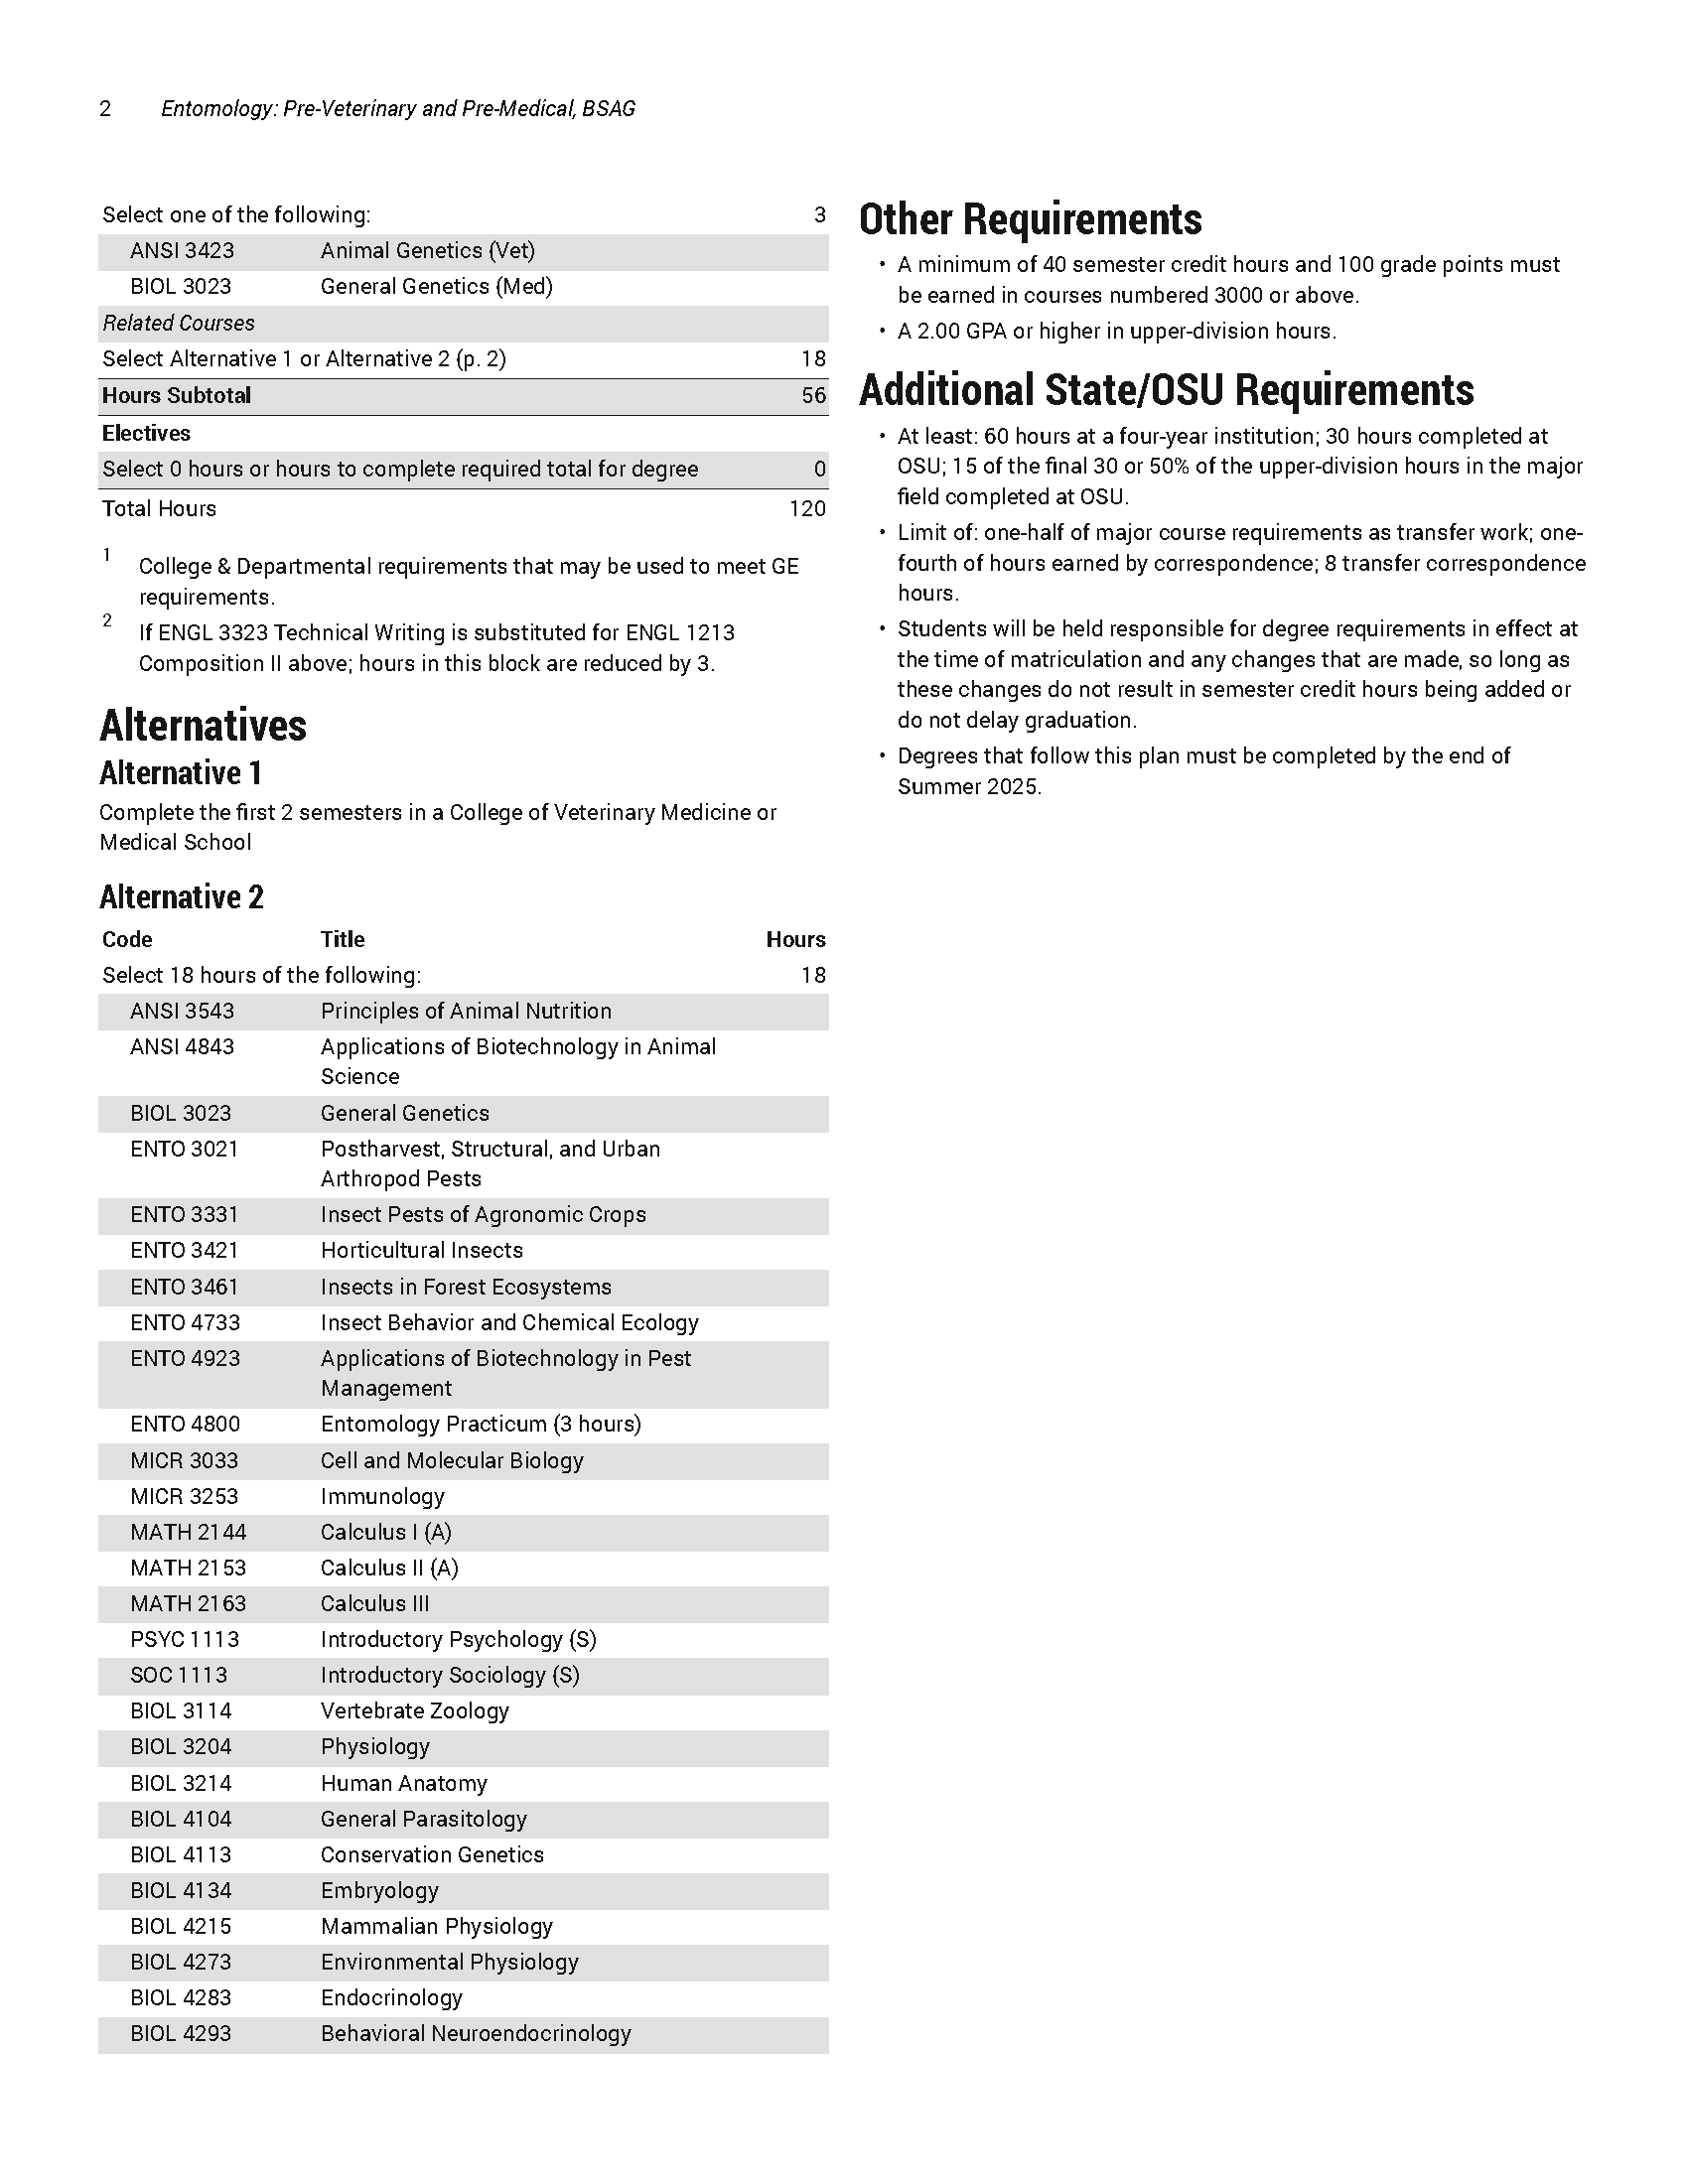 2 Entomology: Pre-Veterinary and Pre-Medical, BSAG
Select one of the following: 3
ANSI 3423 Animal Genetics (Vet)
BIOL 3023 General Genetics (Med)
Related Courses
Select Alternative 1 or Alternative 2 (p. 2) 18
Hours Subtotal 56
Electives
Select 0 hours or hours to complete required total for degree 0
Total Hours 120
1 College & Departmental requirements that may be used to meet GE
requirements.
2 If ENGL 3323 Technical Writing is substituted for ENGL 1213
Composition II above; hours in this block are reduced by 3.
Alternatives
Alternative 1
Complete the first 2 semesters in a College of Veterinary Medicine or
Medical School
Alternative 2
Code Title Hours
Select 18 hours of the following: 18
ANSI 3543 Principles of Animal Nutrition
ANSI 4843 Applications of Biotechnology in Animal
Science
BIOL 3023 General Genetics
ENTO 3021 Postharvest, Structural, and Urban
Arthropod Pests
ENTO 3331 Insect Pests of Agronomic Crops
ENTO 3421 Horticultural Insects
ENTO 3461 Insects in Forest Ecosystems
ENTO 4733 Insect Behavior and Chemical Ecology
ENTO 4923 Applications of Biotechnology in Pest
Management
ENTO 4800 Entomology Practicum (3 hours)
MICR 3033 Cell and Molecular Biology
MICR 3253 Immunology
MATH 2144 Calculus I (A)
MATH 2153 Calculus II (A)
MATH 2163 Calculus III
PSYC 1113 Introductory Psychology (S)
SOC 1113 Introductory Sociology (S)
BIOL 3114 Vertebrate Zoology
BIOL 3204 Physiology
BIOL 3214 Human Anatomy
BIOL 4104 General Parasitology
BIOL 4113 Conservation Genetics
BIOL 4134 Embryology
BIOL 4215 Mammalian Physiology
BIOL 4273 Environmental Physiology
BIOL 4283 Endocrinology
BIOL 4293 Behavioral Neuroendocrinology
Other Requirements
• A minimum of 40 semester credit hours and 100 grade points must
be earned in courses numbered 3000 or above.
• A 2.00 GPA or higher in upper-division hours.
Additional State/OSU Requirements
• At least: 60 hours at a four-year institution; 30 hours completed at
OSU; 15 of the final 30 or 50% of the upper-division hours in the major
field completed at OSU.
• Limit of: one-half of major course requirements as transfer work; one-
fourth of hours earned by correspondence; 8 transfer correspondence
hours.
• Students will be held responsible for degree requirements in effect at
the time of matriculation and any changes that are made, so long as
these changes do not result in semester credit hours being added or
do not delay graduation.
• Degrees that follow this plan must be completed by the end of
Summer 2025.